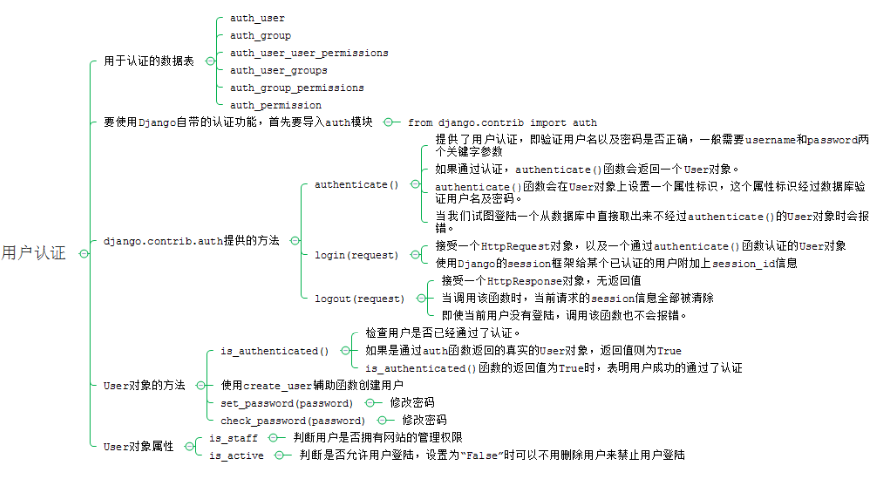 用户认证
用于认证的数据表
auth_user
auth_group
auth_user_user_permissions
auth_user_groups
auth_group_permissions
auth_permission
要使用Django自带的认证功能，首先要导入auth模块
from django.contrib import auth
django.contrib.auth提供的方法
authenticate()
提供了用户认证，即验证用户名以及密码是否正确，一般需要username和password两
个关键字参数
如果通过认证，authenticate()函数会返回一个User对象。
authenticate()函数会在User对象上设置一个属性标识，这个属性标识经过数据库验
证用户名及密码。
当我们试图登陆一个从数据库中直接取出来不经过authenticate()的User对象时会报
错。
login(request)
接受一个HttpRequest对象，以及一个通过authenticate()函数认证的User对象
使用Django的session框架给某个已认证的用户附加上session_id信息
logout(request)
接受一个HttpResponse对象，无返回值
当调用该函数时，当前请求的session信息全部被清除
即使当前用户没有登陆，调用该函数也不会报错。
User对象的方法
is_authenticated()
检查用户是否已经通过了认证。
如果是通过auth函数返回的真实的User对象，返回值则为True
is_authenticated()函数的返回值为True时，表明用户成功的通过了认证
使用create_user辅助函数创建用户
set_password(password)
修改密码
check_password(password)
修改密码
User对象属性
is_staff
判断用户是否拥有网站的管理权限
is_active
判断是否允许用户登陆，设置为“False”时可以不用删除用户来禁止用户登陆